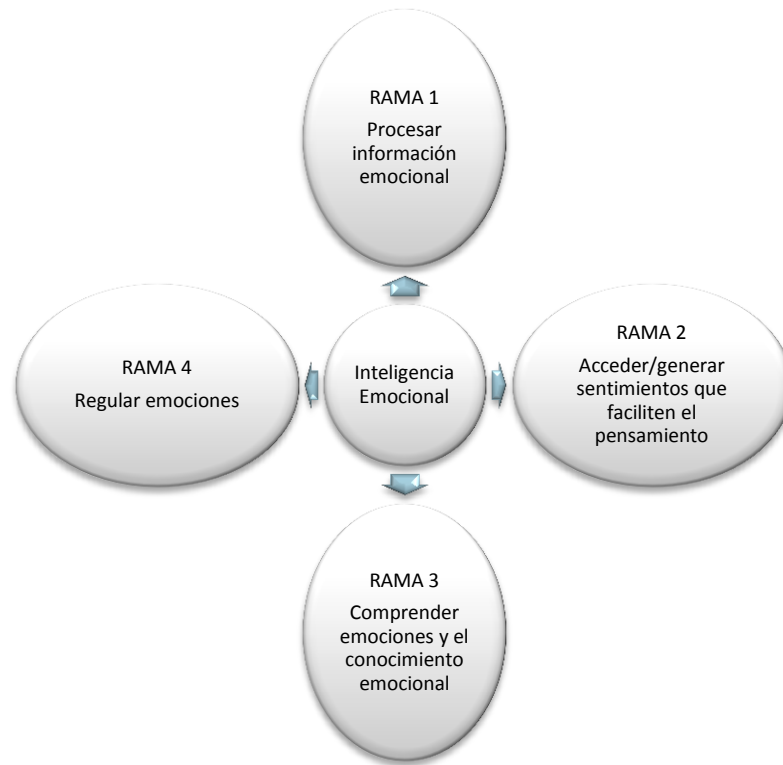 RAMA 1
Procesar
información
emocional
RAMA 2
Acceder/generar
sentimientos que
faciliten el
pensamiento
RAMA 4
Regular emociones
Inteligencia
Emocional
RAMA 3
Comprender
emociones y el
conocimiento
emocional